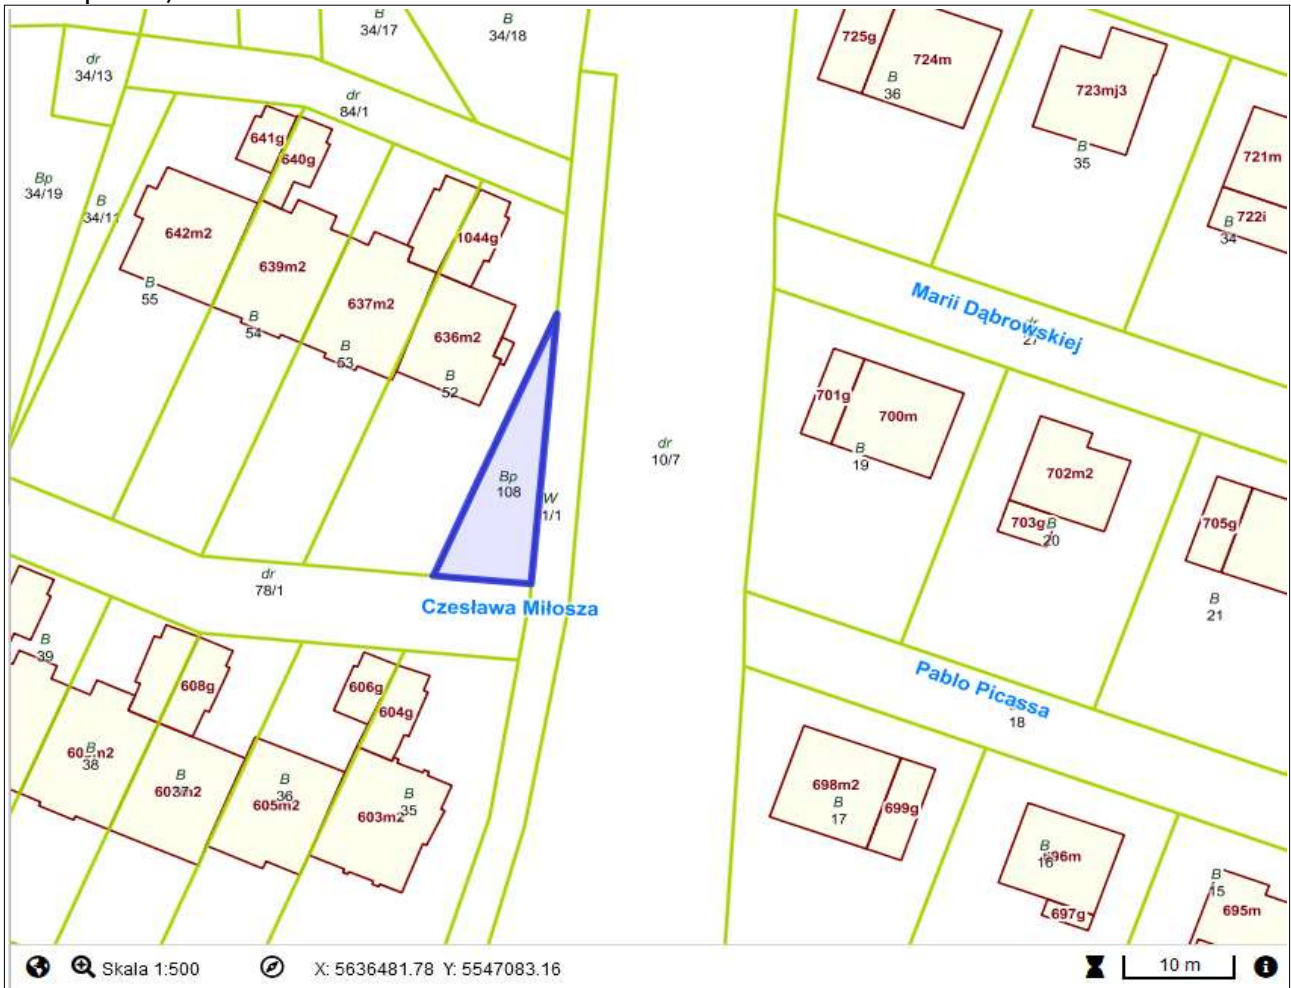 B
34/17
B
34/18
dr
34/13
dr
84/1
Bp
34/19
B
34/11
641g
640g
642m2
639m2
637m2
1044g
636m2
B
55
B
54
B
53
B
52
725g
724m
B
36
723mj3
B
35
721m
722i
B
34
Marii Dąbrowskiej
dr
27
701g
700m
B
19
702m2
703g
B
20
705g
B
21
dr
10/7
Bp
108
W
1/1
dr
78/1
Czesława Miłosza
B
39
608g
606g
604g
B
38
B
37
B
36
605m2
B
35
603m2
Pablo Picassa
18
698m2
B
17
699g
B
16
696m
697g
B
15
695m
Skala 1:500
X: 5636481.78 Y: 5547083.16
10 m